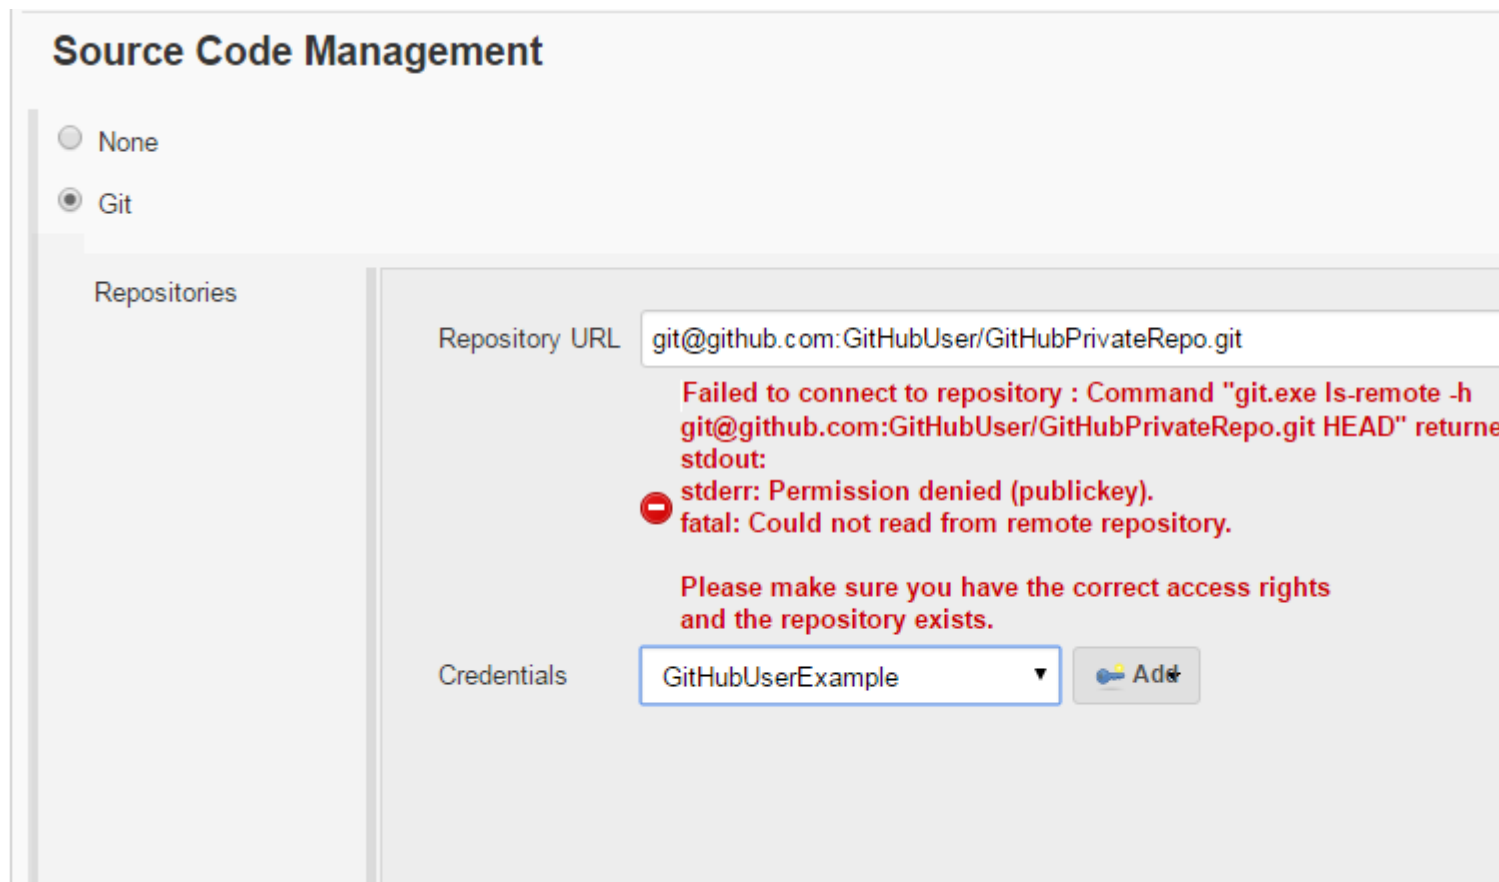 Source Code Management
None
Git
Repositories
Repository URL git@github.com:GitHubUser/GitHubPrivateRepo.git
Failed to connect to repository : Command "git.exe ls-remote -h
git@github.com:GitHubUser/GitHubPrivateRepo.git HEAD" returne
stdout:
stderr: Permission denied (publickey).
fatal: Could not read from remote repository.
Please make sure you have the correct access rights
and the repository exists.
Credentials GitHubUserExample Add